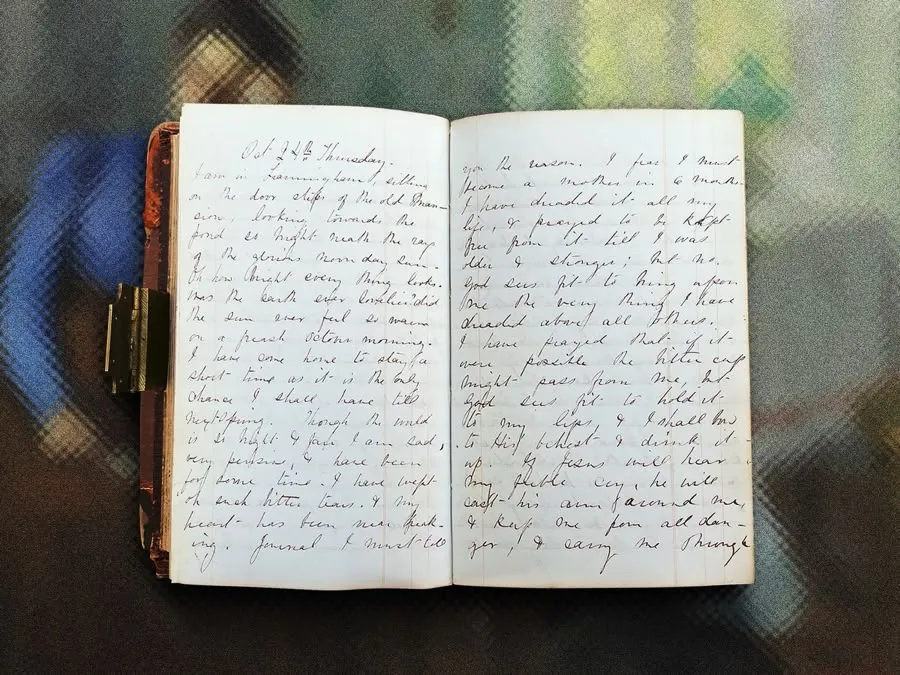 Oct 24th Thursday.
I am in Framingham, sitting
on the door steps of the old Man-
sion, looking towards the
pond so bright neath the rays
of the glorious noon day sun.
Oh how bright every thing looks.
Was the earth ever lovelier? did
the sun ever feel so warm
on a fresh October morning.
I have come home to stay a
short time as it is the only
chance I shall have till
next Spring. Though the world
is so bright & fair I am sad,
very pensive, & have been
for some time. I have wept
oh such bitter tears. & my
heart has been near break-
ing. Journal I must tell
you the reason. I fear I must
become a mother in 6 months
I have dreaded it all my
life, & prayed to be kept
free from it till I was
older & stronger; but no,
God sees fit to bring upon
me the very thing I have
dreaded above all others.
I have prayed that if it
were possible the bitter cup
might pass from me, but
God sees fit to hold it
to my lips, & I shall bow
to His behest & drink it
up. If Jesus will hear
my feeble cry, he will
cast his arm around me,
& keep me from all dan-
ger, & carry me through